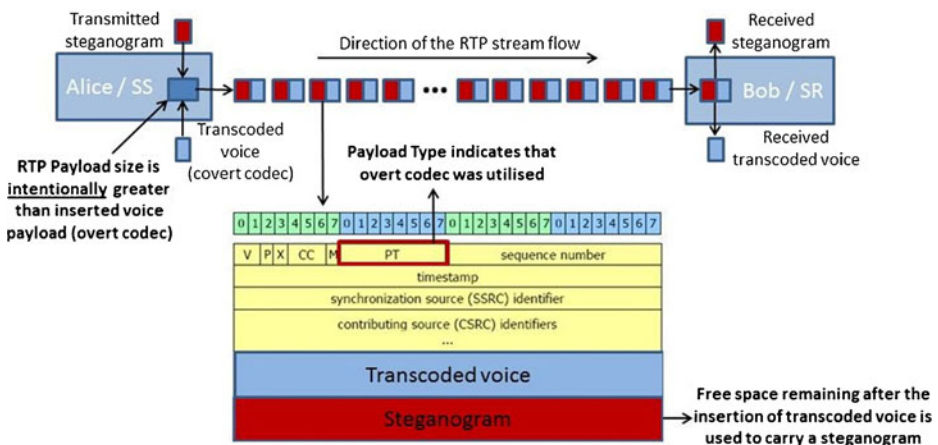 Transmitted
steganogram
Received
steganogram
Direction of the RTP stream flow
Alice / SS
Bob / SR
...
Transcoded
voice
(covert codec)
Received
transcoded voice
RTP Payload size is
intentionally greater
than inserted voice
payload (overt codec)
Payload Type indicates that
overt codec was utilised
0 1 2 3 4 5 6 7 0 1 2 3 4 5 6 7 0 1 2 3 4 5 6 7 0 1 2 3 4 5 6 7
V P X CC M PT sequence number
timestamp
synchronization source (SSRC) identifier
contributing source (CSRC) identifiers
...
Transcoded voice
Steganogram
Free space remaining after the
insertion of transcoded voice is
used to carry a steganogram